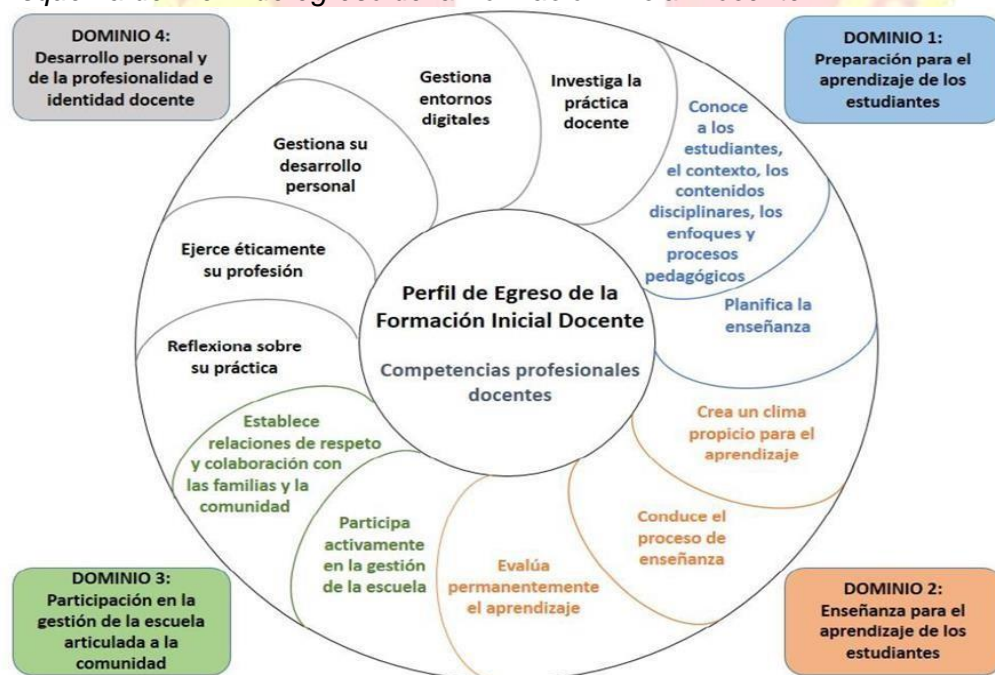 DOMINIO 4:
Desarrollo personal y
de la profesionalidad e
identidad docente
DOMINIO 1:
Preparación para el
aprendizaje de los
estudiantes
Gestiona
entornos
digitales
Investiga la
práctica
docente
Conoce
a los
estudiantes,
el contexto, los
contenidos
disciplinares, los
enfoques y
procesos
pedagógicos
Gestiona su
desarrollo
personal
Ejerce éticamente
su profesión
Planifica la
enseñanza
Perfil de Egreso de la
Formación Inicial Docente
Competencias profesionales
docentes
Reflexiona sobre
su práctica
Crea un clima
propicio para el
aprendizaje
Establece
relaciones de respeto
y colaboración con
las familias y la
comunidad
Conduce el
proceso de
enseñanza
Participa
activamente
en la gestión
de la escuela
Evalúa
permanentemente
el aprendizaje
DOMINIO 3:
Participación en la
gestión de la escuela
articulada a la
comunidad
DOMINIO 2:
Enseñanza para el
aprendizaje de los
estudiantes